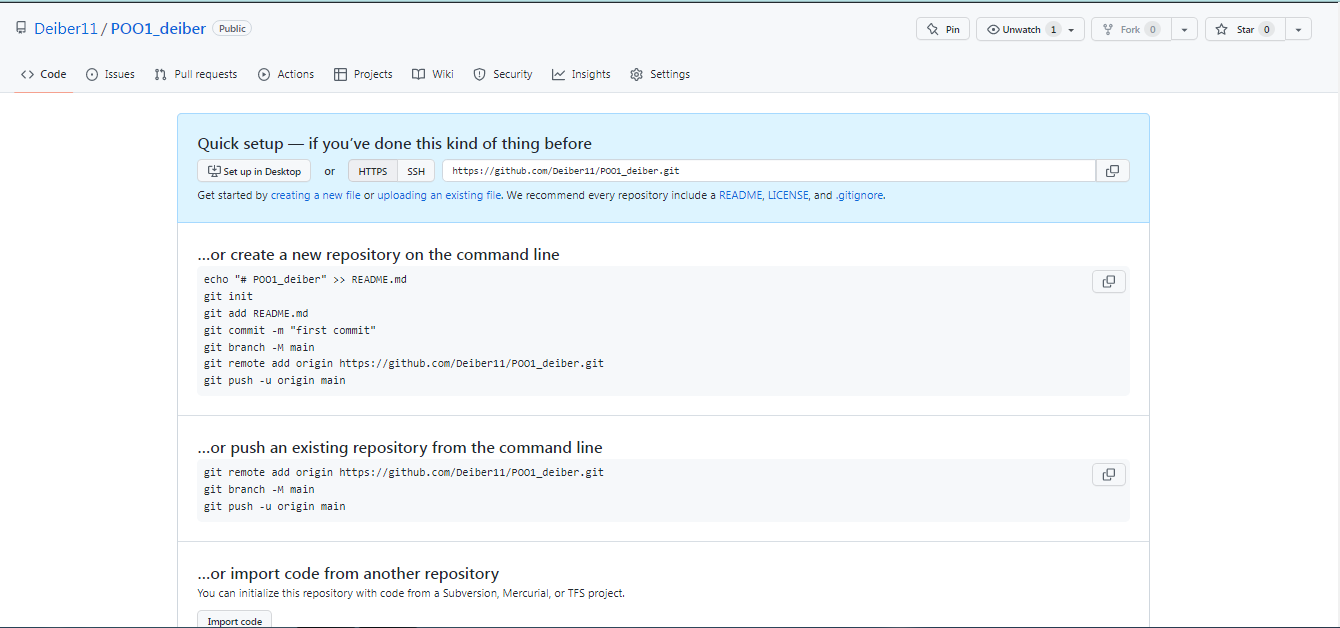 Deiber11 / POO1_deiber Public Pin Unwatch 1 Fork 0 Star 0
Code Issues Pull requests Actions Projects Wiki Security Insights Settings
Quick setup — if you’ve done this kind of thing before
Set up in Desktop or HTTPS SSH https://github.com/Deiber11/POO1_deiber.git
Get started by creating a new file or uploading an existing file. We recommend every repository include a README, LICENSE, and .gitignore.
…or create a new repository on the command line
echo "# POO1_deiber" >> README.md
git init
git add README.md
git commit -m "first commit"
git branch -M main
git remote add origin https://github.com/Deiber11/POO1_deiber.git
git push -u origin main
…or push an existing repository from the command line
git remote add origin https://github.com/Deiber11/POO1_deiber.git
git branch -M main
git push -u origin main
…or import code from another repository
You can initialize this repository with code from a Subversion, Mercurial, or TFS project.
Import code